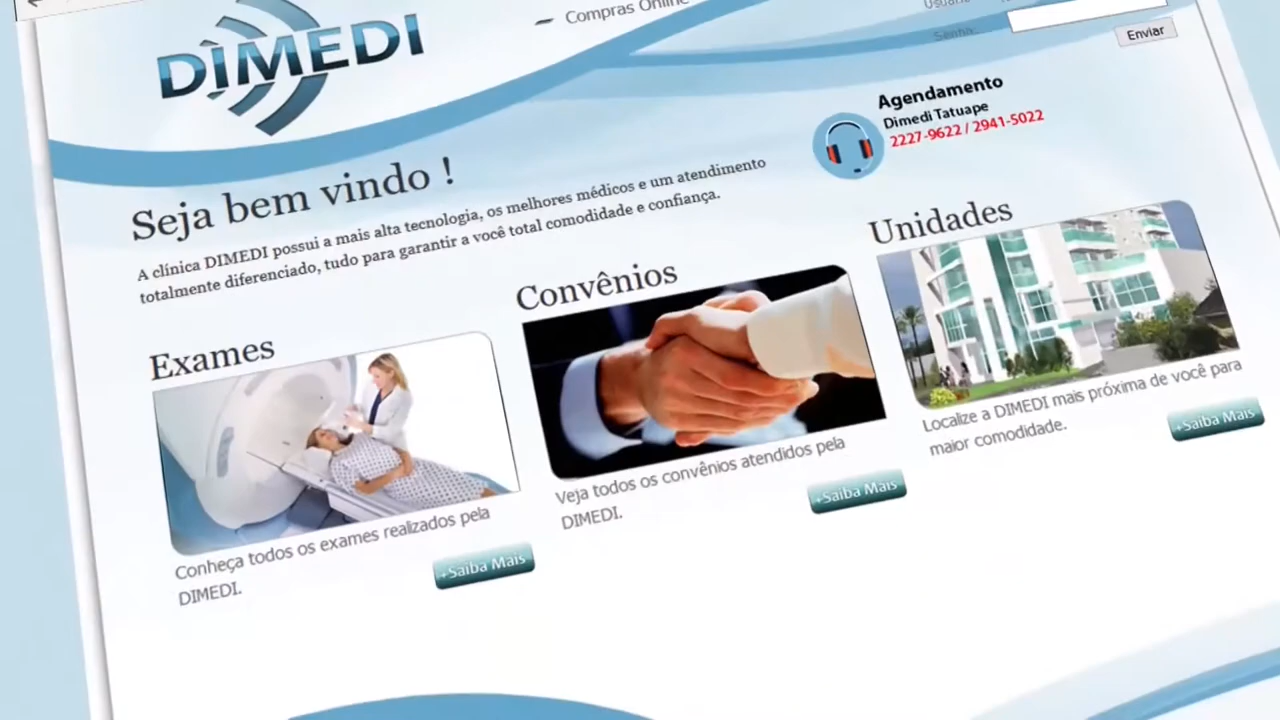 DIMEDI
Compras Online
Usuário
Senha:
Enviar
Agendamento
Dimedi Tatuape
2227-9622 / 2941-5022
Seja bem vindo !
A clínica DIMEDI possui a mais alta tecnologia, os melhores médicos e um atendimento
totalmente diferenciado, tudo para garantir a você total comodidade e confiança.
Exames
Conheça todos os exames realizados pela
DIMEDI.
+Saiba Mais
Convênios
Veja todos os convênios atendidos pela
DIMEDI.
+Saiba Mais
Unidades
Localize a DIMEDI mais próxima de você para
maior comodidade.
+Saiba Mais